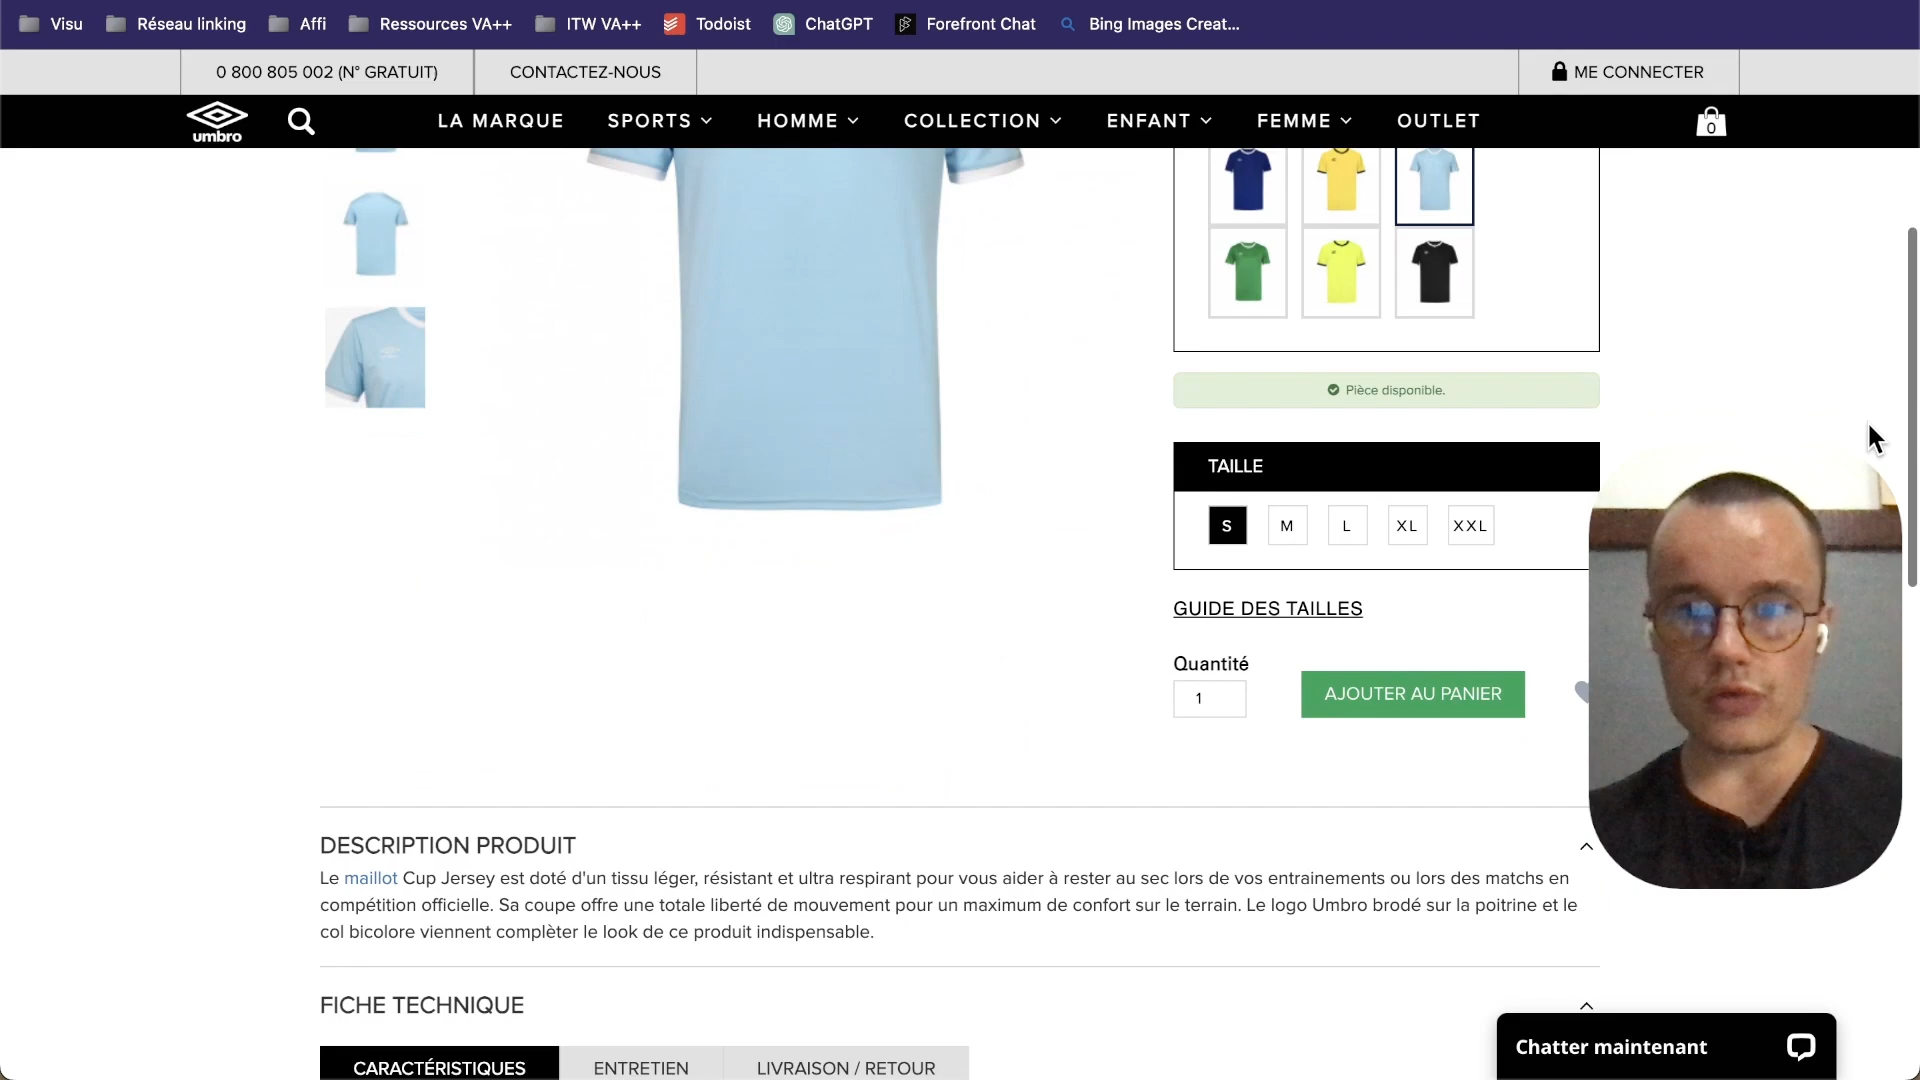 Visu Réseau linking Affi Ressources VA++ ITW VA++ Todoist ChatGPT Forefront Chat Bing Images Creat...
0 800 805 002 (N° GRATUIT) CONTACTEZ-NOUS ME CONNECTER
umbro LA MARQUE SPORTS HOMME COLLECTION ENFANT FEMME OUTLET 0
Pièce disponible.
TAILLE
S M L XL XXL
GUIDE DES TAILLES
Quantité
1 AJOUTER AU PANIER
DESCRIPTION PRODUIT
Le maillot Cup Jersey est doté d'un tissu léger, résistant et ultra respirant pour vous aider à rester au sec lors de vos entrainements ou lors des matchs en
compétition officielle. Sa coupe offre une totale liberté de mouvement pour un maximum de confort sur le terrain. Le logo Umbro brodé sur la poitrine et le
col bicolore viennent complèter le look de ce produit indispensable.
FICHE TECHNIQUE
CARACTÉRISTIQUES ENTRETIEN LIVRAISON / RETOUR
Chatter maintenant